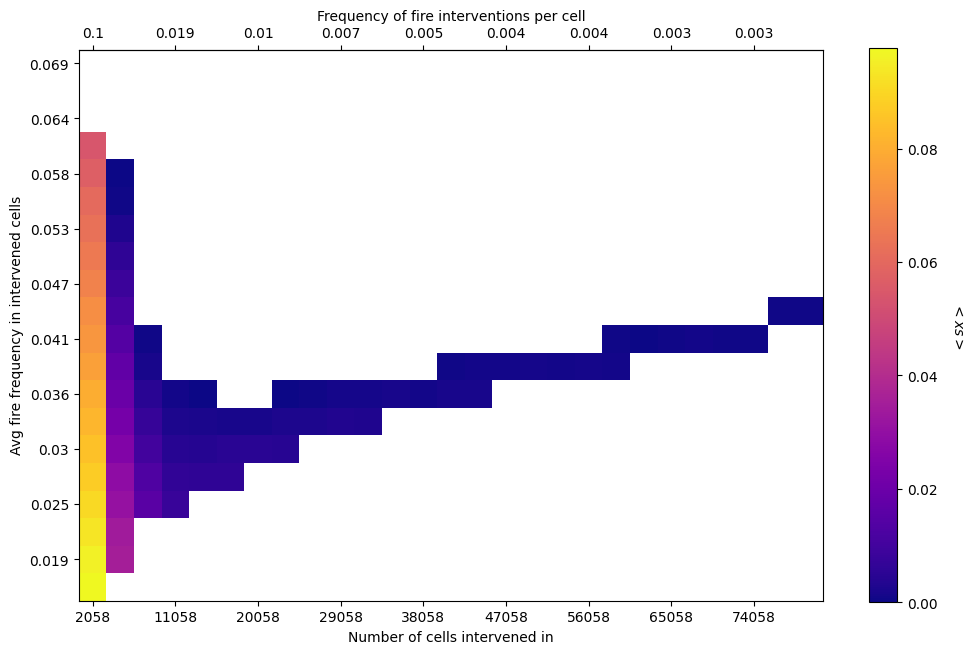 Frequency of fire interventions per cell
0.1 0.019 0.01 0.007 0.005 0.004 0.004 0.003 0.003
Avg fire frequency in intervened cells
0.069
0.064
0.058
0.053
0.047
0.041
0.036
0.03
0.025
0.019
2058 11058 20058 29058 38058 47058 56058 65058 74058
Number of cells intervened in
0.08
0.06
0.04
0.02
0.00
< sx >